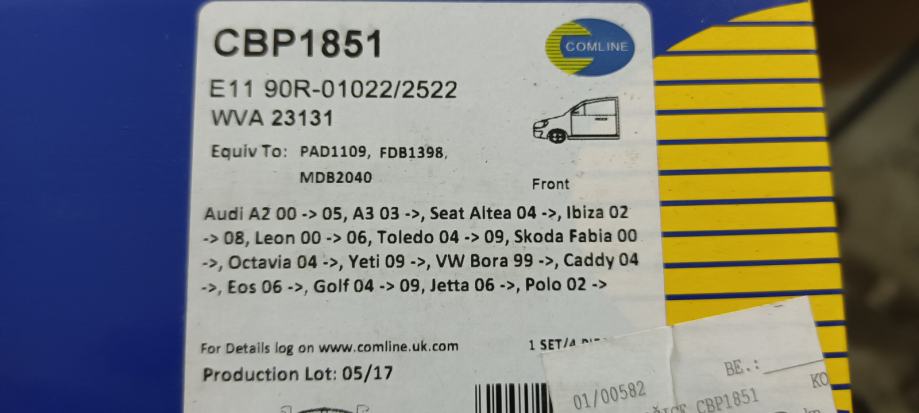 CBP1851
COMLINE
E11 90R-01022/2522
WVA 23131
Equiv To: PAD1109, FDB1398,
MDB2040
Front
Audi A2 00 -> 05, A3 03 ->, Seat Altea 04 ->, Ibiza 02
-> 08, Leon 00 -> 06, Toledo 04 -> 09, Skoda Fabia 00
->, Octavia 04 ->, Yeti 09 ->, VW Bora 99 ->, Caddy 04
->, Eos 06 ->, Golf 04 -> 09, Jetta 06 ->, Polo 02 ->
For Details log on www.comline.uk.com
1 SET/4
Production Lot: 05/17
BE.:
01/00582
CBP1851
KO